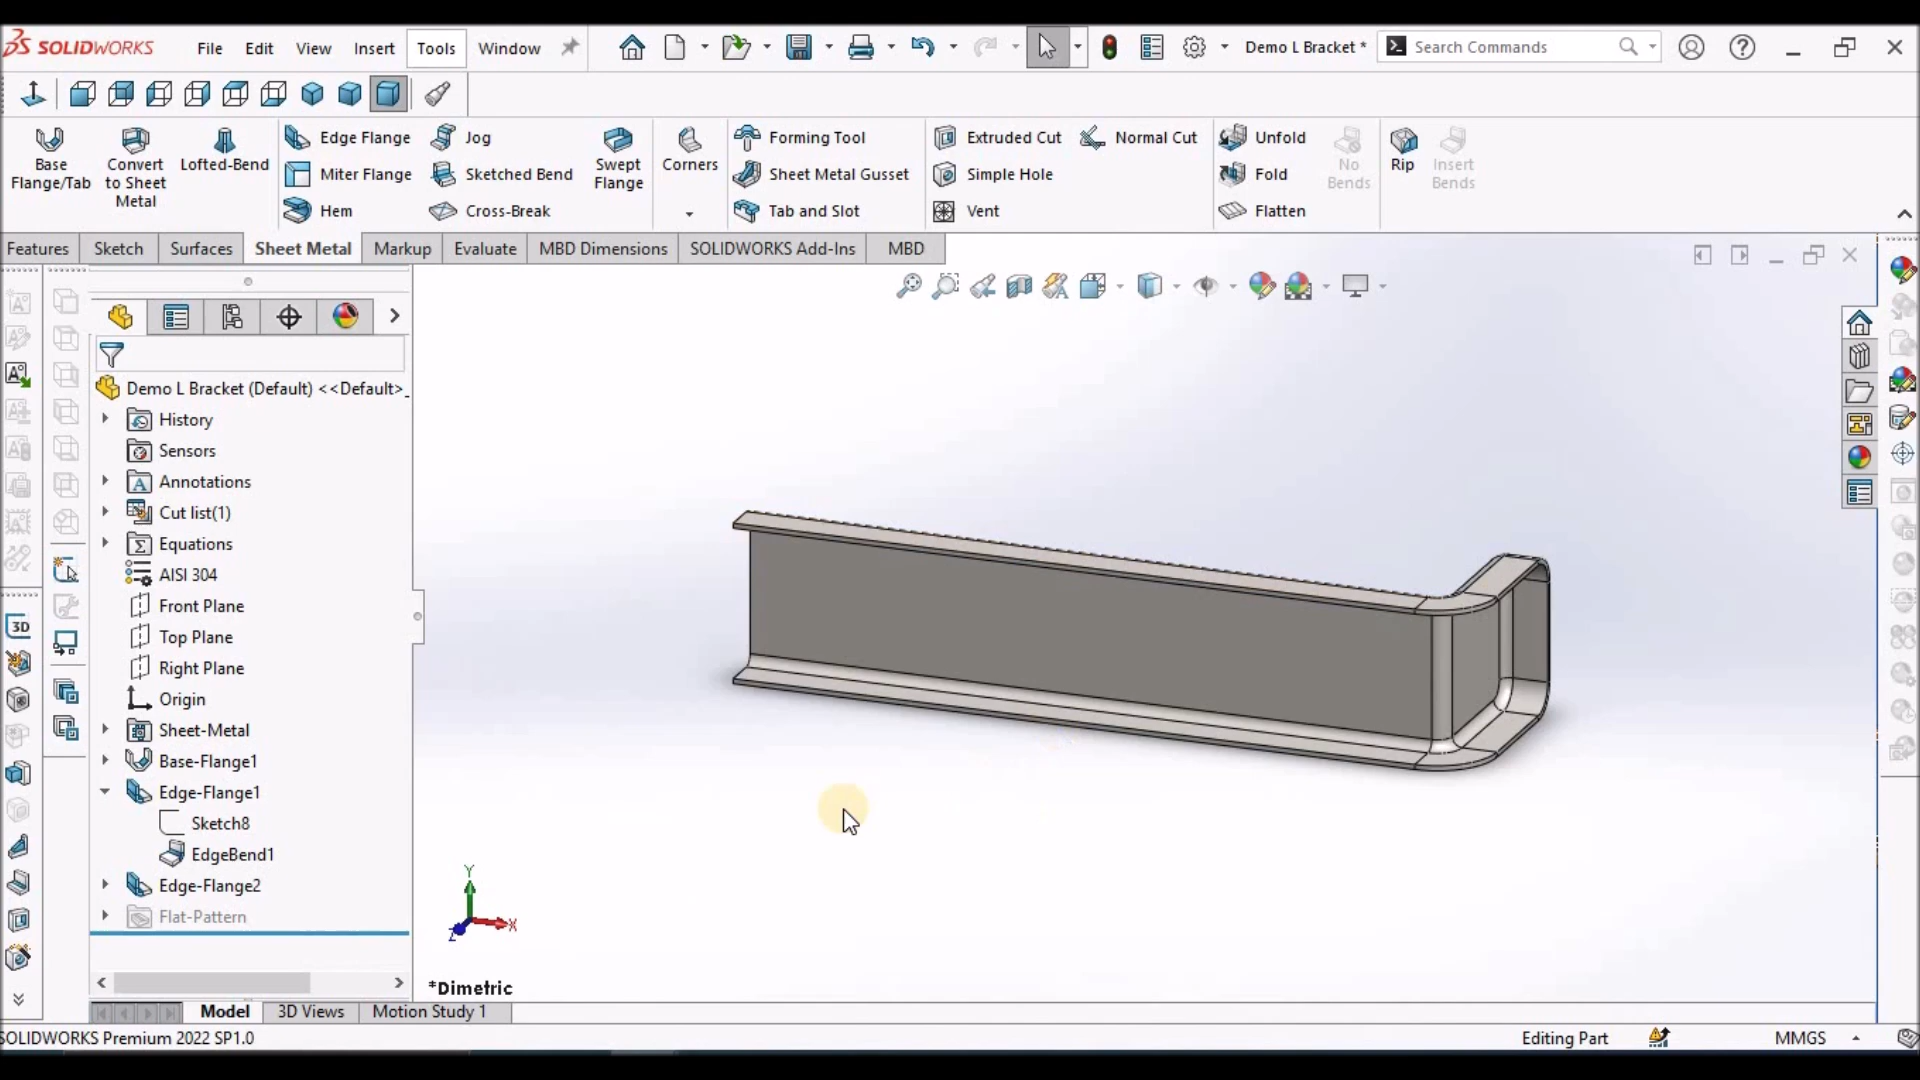 SOLIDWORKS File Edit View Insert Tools Window Demo L Bracket * Search Commands
Base Flange/Tab
Convert to Sheet Metal
Lofted-Bend
Edge Flange
Miter Flange
Hem
Jog
Sketched Bend
Cross-Break
Swept Flange
Corners
Forming Tool
Sheet Metal Gusset
Tab and Slot
Extruded Cut
Simple Hole
Vent
Normal Cut
Unfold
Fold
Flatten
No Bends
Rip
Insert Bends
Features Sketch Surfaces Sheet Metal Markup Evaluate MBD Dimensions SOLIDWORKS Add-Ins MBD
Demo L Bracket (Default) <<Default>_
History
Sensors
Annotations
Cut list(1)
Equations
AISI 304
Front Plane
Top Plane
Right Plane
Origin
Sheet-Metal
Base-Flange1
Edge-Flange1
Sketch8
EdgeBend1
Edge-Flange2
Flat-Pattern
3D
Y
X
Z
*Dimetric
Model 3D Views Motion Study 1
SOLIDWORKS Premium 2022 SP1.0 Editing Part MMGS